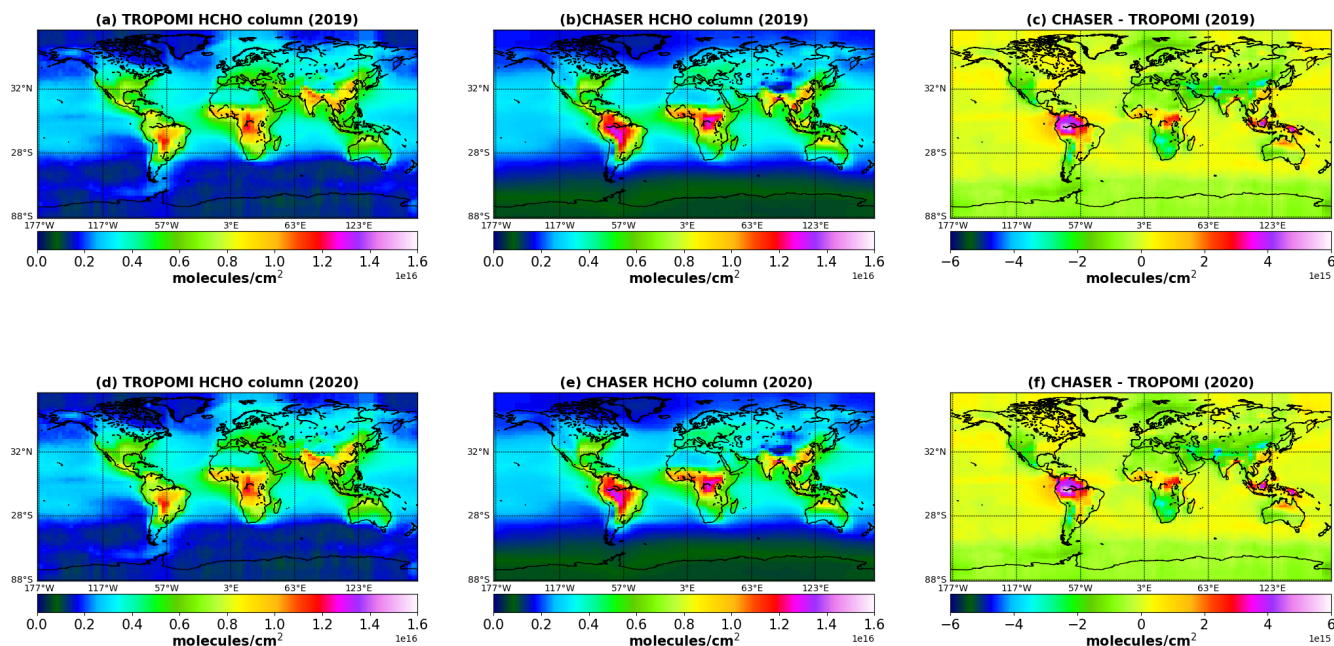 (a) TROPOMI HCHO column (2019)
(b)CHASER HCHO column (2019)
(c) CHASER - TROPOMI (2019)
32°N 32°N 32°N
28°S 28°S 28°S
88°S 88°S 88°S
177°W 117°W 57°W 3°E 63°E 123°E
177°W 117°W 57°W 3°E 63°E 123°E
177°W 117°W 57°W 3°E 63°E 123°E
0.0 0.2 0.4 0.6 0.8 1.0 1.2 1.4 1.6
0.0 0.2 0.4 0.6 0.8 1.0 1.2 1.4 1.6
−6 −4 −2 0 2 4 6
1e16 1e16 1e15
molecules/cm² molecules/cm² molecules/cm²
(d) TROPOMI HCHO column (2020)
(e) CHASER HCHO column (2020)
(f) CHASER - TROPOMI (2020)
32°N 32°N 32°N
28°S 28°S 28°S
88°S 88°S 88°S
177°W 117°W 57°W 3°E 63°E 123°E
177°W 117°W 57°W 3°E 63°E 123°E
177°W 117°W 57°W 3°E 63°E 123°E
0.0 0.2 0.4 0.6 0.8 1.0 1.2 1.4 1.6
0.0 0.2 0.4 0.6 0.8 1.0 1.2 1.4 1.6
−6 −4 −2 0 2 4 6
1e16 1e16 1e15
molecules/cm² molecules/cm² molecules/cm²